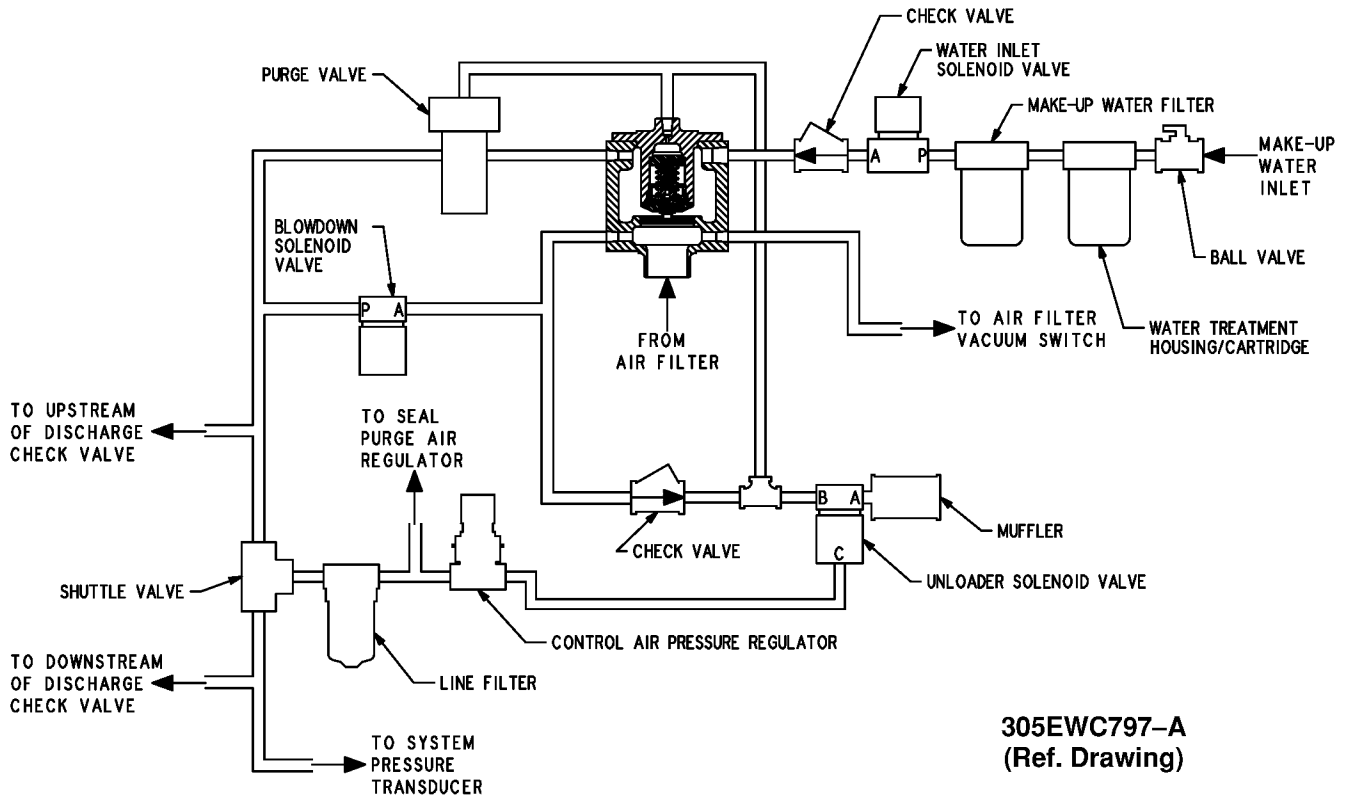 CHECK VALVE
WATER INLET
SOLENOID VALVE
PURGE VALVE
MAKE-UP WATER FILTER
A P
MAKE-UP
WATER
INLET
BLOWDOWN
SOLENOID
VALVE
BALL VALVE
P A
FROM
AIR FILTER
TO AIR FILTER
VACUUM SWITCH
WATER TREATMENT
HOUSING/CARTRIDGE
TO UPSTREAM
OF DISCHARGE
CHECK VALVE
TO SEAL
PURGE AIR
REGULATOR
B A
C
MUFFLER
CHECK VALVE
UNLOADER SOLENOID VALVE
SHUTTLE VALVE
CONTROL AIR PRESSURE REGULATOR
TO DOWNSTREAM
OF DISCHARGE
CHECK VALVE
LINE FILTER
TO SYSTEM
PRESSURE
TRANSDUCER
305EWC797–A
(Ref. Drawing)